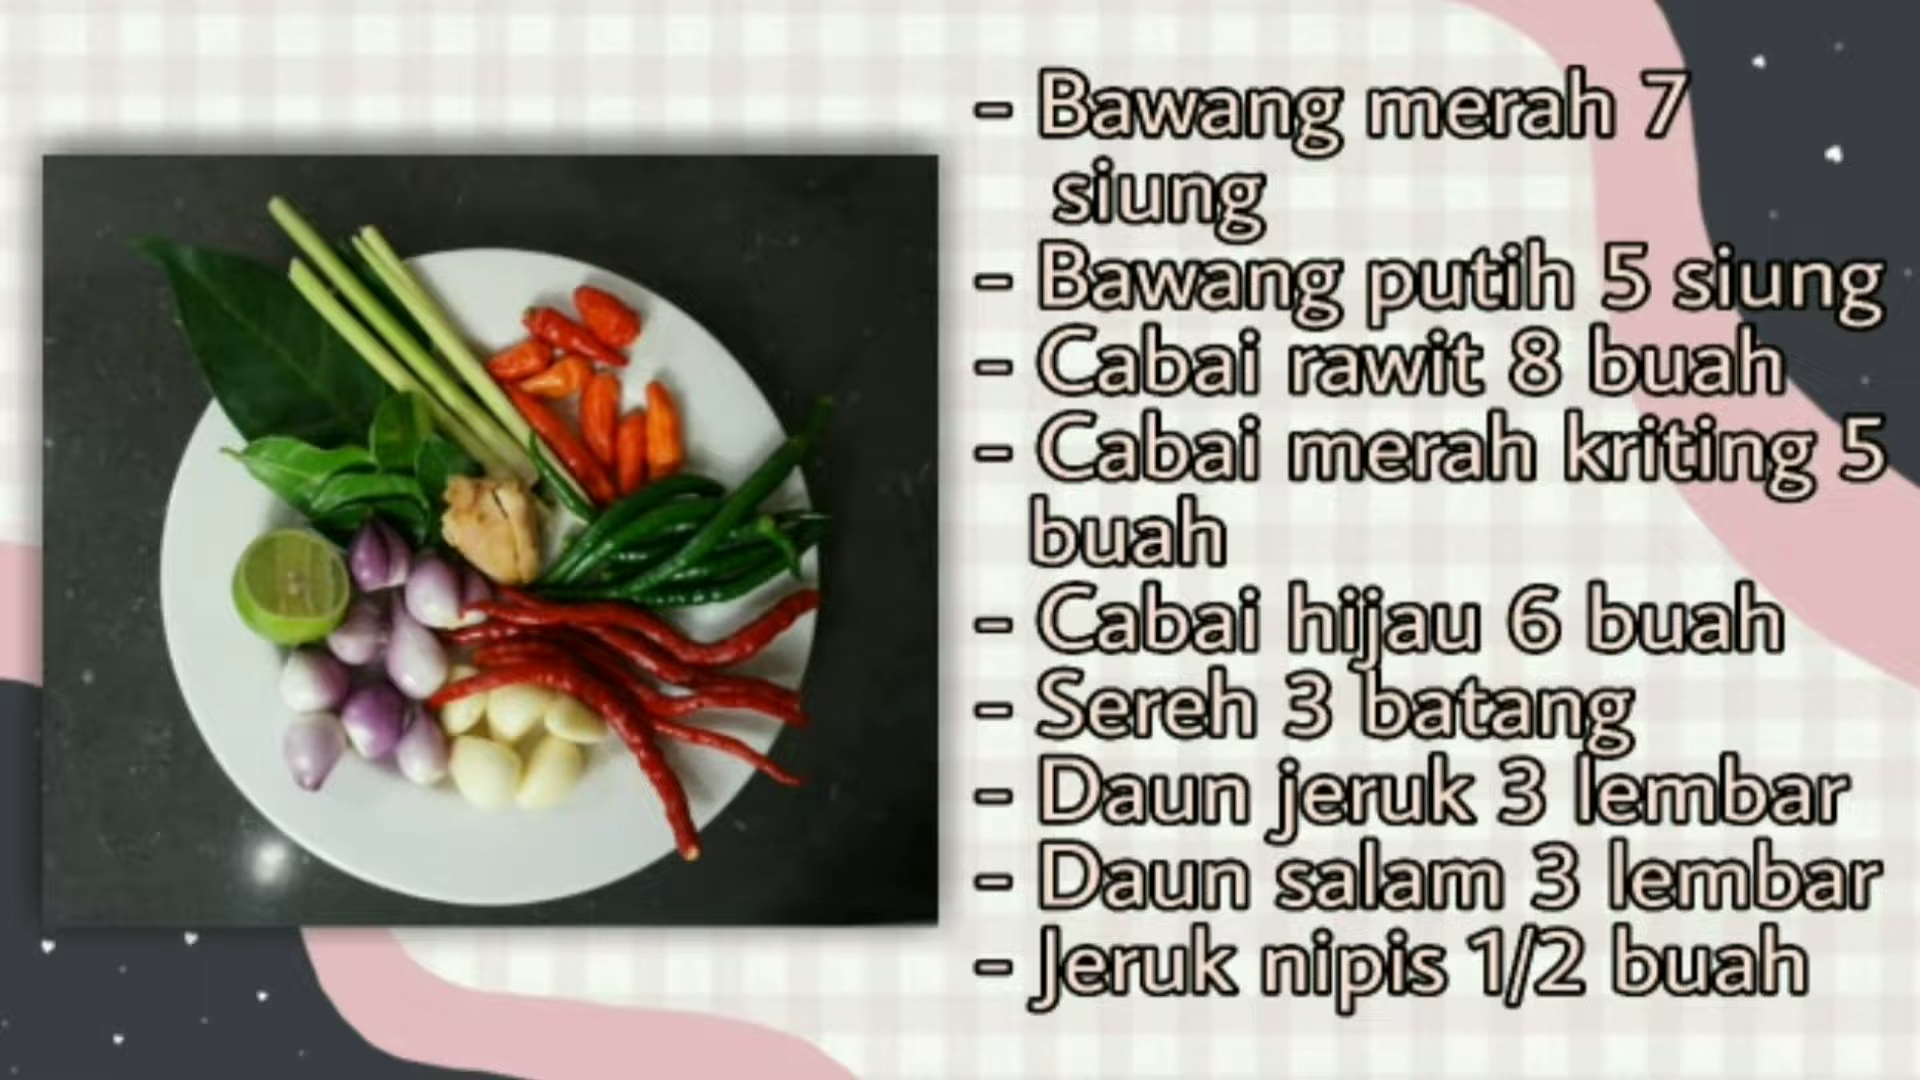 - Bawang merah 7
siung
- Bawang putih 5 siung
- Cabai rawit 8 buah
- Cabai merah kriting 5
buah
- Cabai hijau 6 buah
- Sereh 3 batang
- Daun jeruk 3 lembar
- Daun salam 3 lembar
- Jeruk nipis 1/2 buah